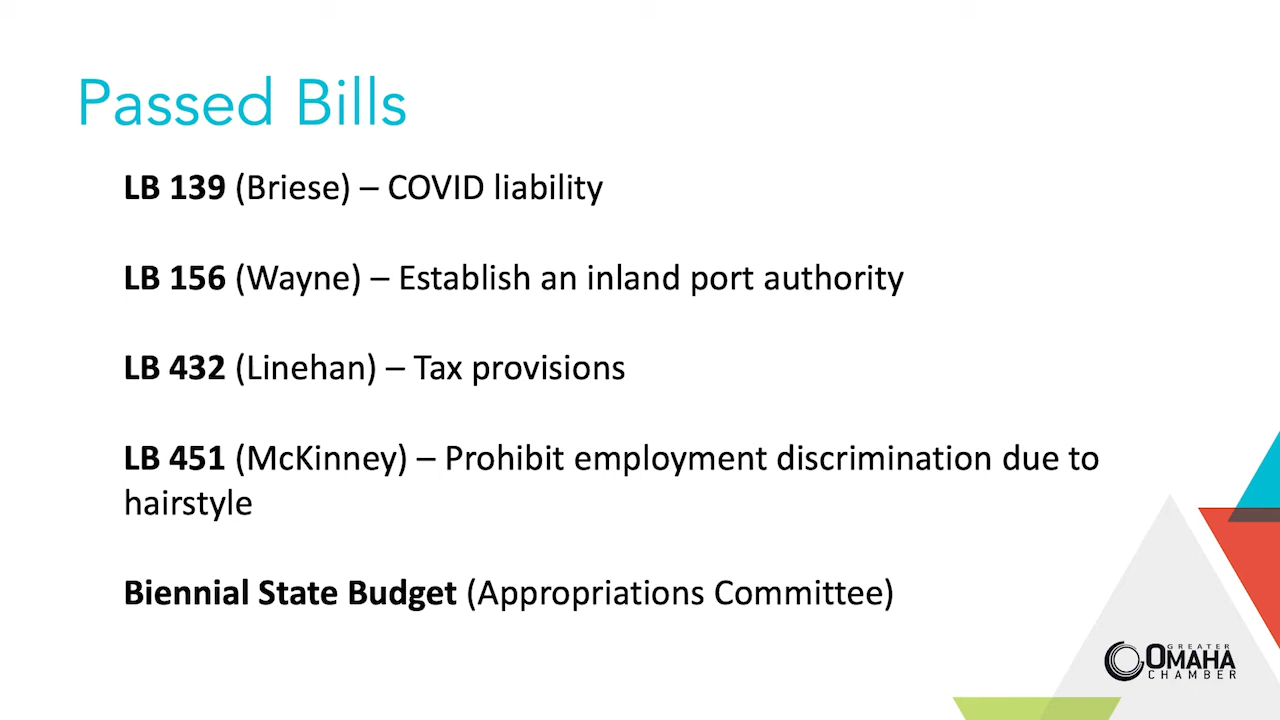 Passed Bills
LB 139 (Briese) – COVID liability
LB 156 (Wayne) – Establish an inland port authority
LB 432 (Linehan) – Tax provisions
LB 451 (McKinney) – Prohibit employment discrimination due to
hairstyle
Biennial State Budget (Appropriations Committee)
GREATER
OMAHA
CHAMBER